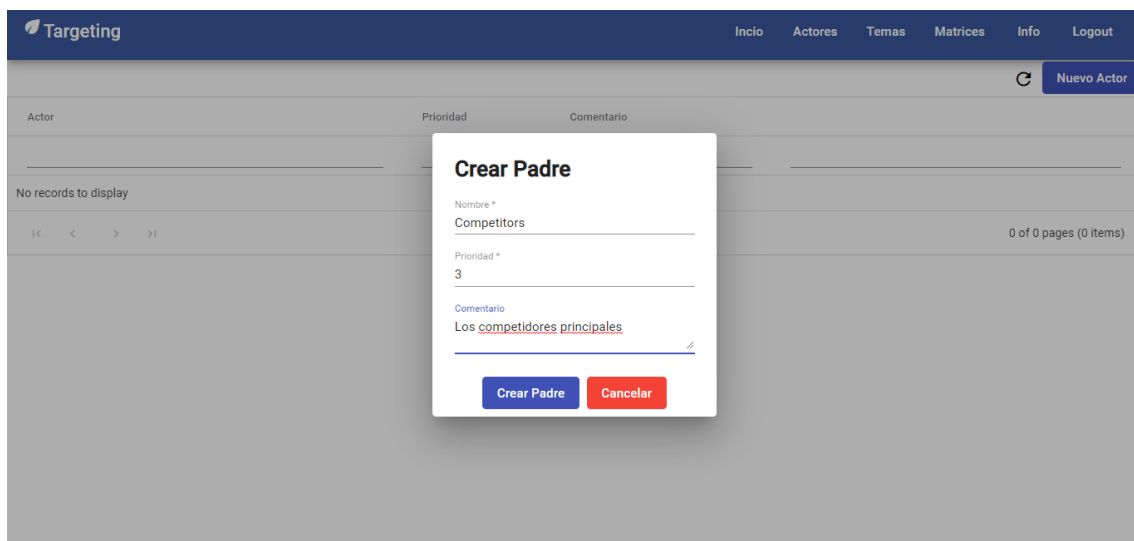 Targeting
Incio Actores Temas Matrices Info Logout
Nuevo Actor
Actor Prioridad Comentario
Crear Padre
No records to display
Nombre *
Competitors
0 of 0 pages (0 items)
Prioridad *
3
Comentario
Los competidores principales
Crear Padre Cancelar